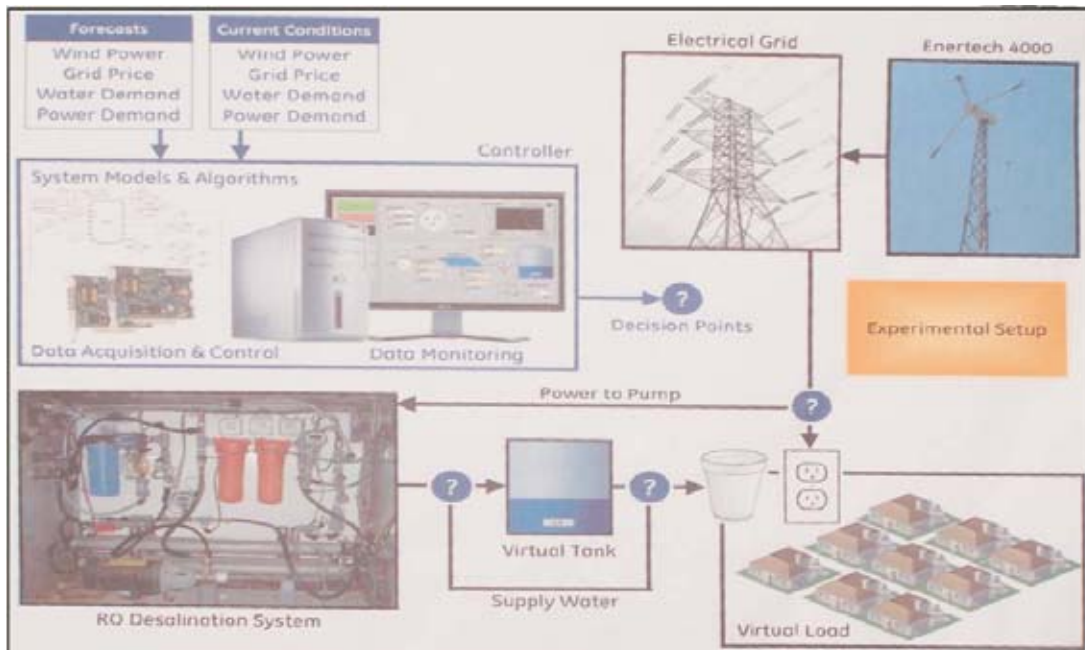 Forecasts
Wind Power
Grid Price
Water Demand
Power Demand
Current Conditions
Wind Power
Grid Price
Water Demand
Power Demand
Electrical Grid
Enertech 4000
Controller
System Models & Algorithms
Data Acquisition & Control
Data Monitoring
?
Decision Points
Experimental Setup
Power to Pump
?
?
?
Virtual Tank
Supply Water
RO Desalination System
Virtual Load